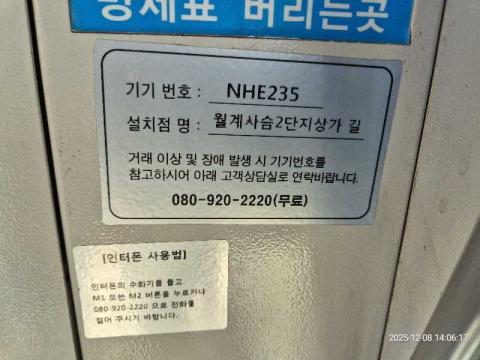 명세표 버리는곳
기기 번호 : NHE235
설치점 명 : 월계사슴2단지상가 길
거래 이상 및 장애 발생 시 기기번호를
참고하시어 아래 고객상담실로 연락바랍니다.
080-920-2220(무료)
[인터폰 사용법]
인터폰의 수화기를 들고
M1 또는 M2 버튼을 누르거나
080-920-2220 으로 전화를
걸어 주시기 바랍니다.
2025-12-08 14:06:17